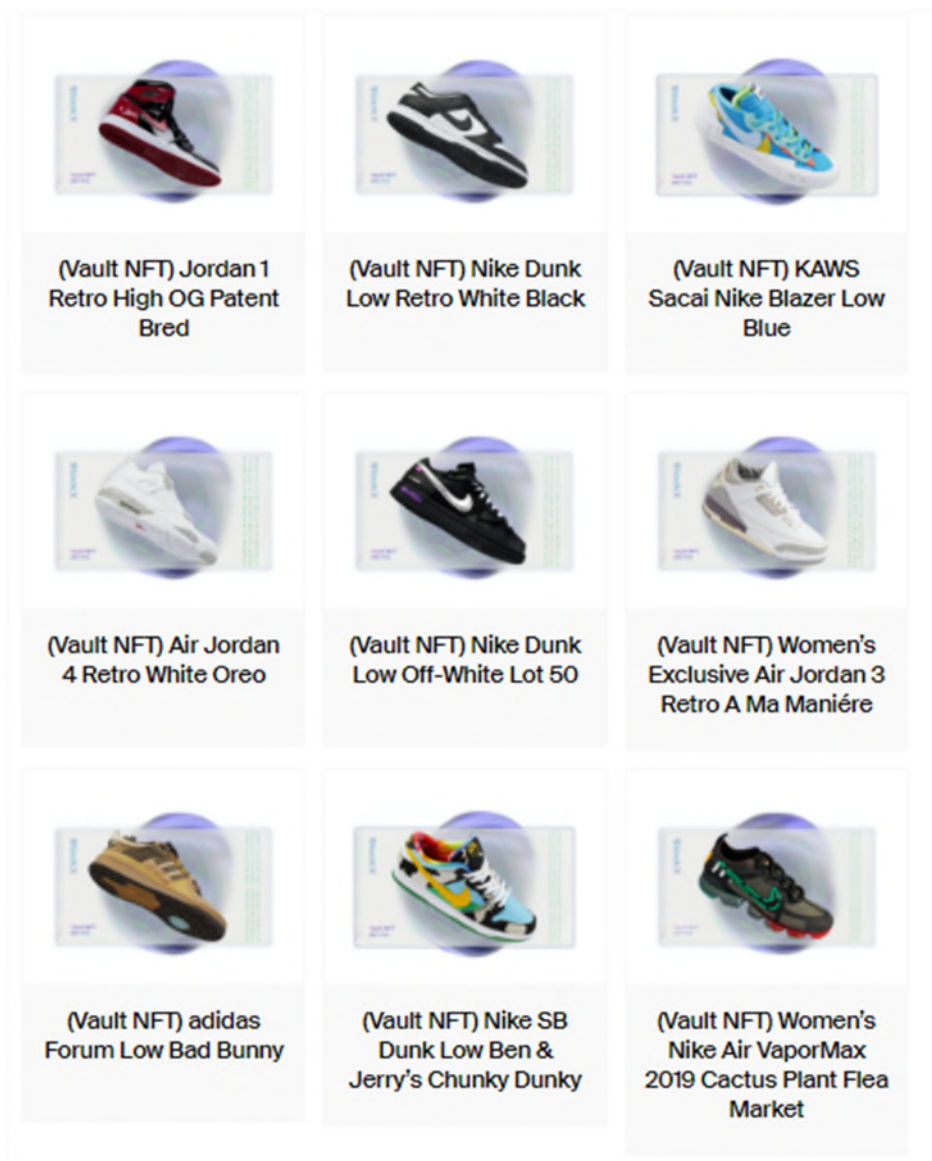 (Vault NFT) Jordan 1
Retro High OG Patent
Bred
(Vault NFT) Nike Dunk
Low Retro White Black
(Vault NFT) KAWS
Sacai Nike Blazer Low
Blue
(Vault NFT) Air Jordan
4 Retro White Oreo
(Vault NFT) Nike Dunk
Low Off-White Lot 50
(Vault NFT) Women's
Exclusive Air Jordan 3
Retro A Ma Maniére
(Vault NFT) adidas
Forum Low Bad Bunny
(Vault NFT) Nike SB
Dunk Low Ben &
Jerry's Chunky Dunky
(Vault NFT) Women's
Nike Air VaporMax
2019 Cactus Plant Flea
Market